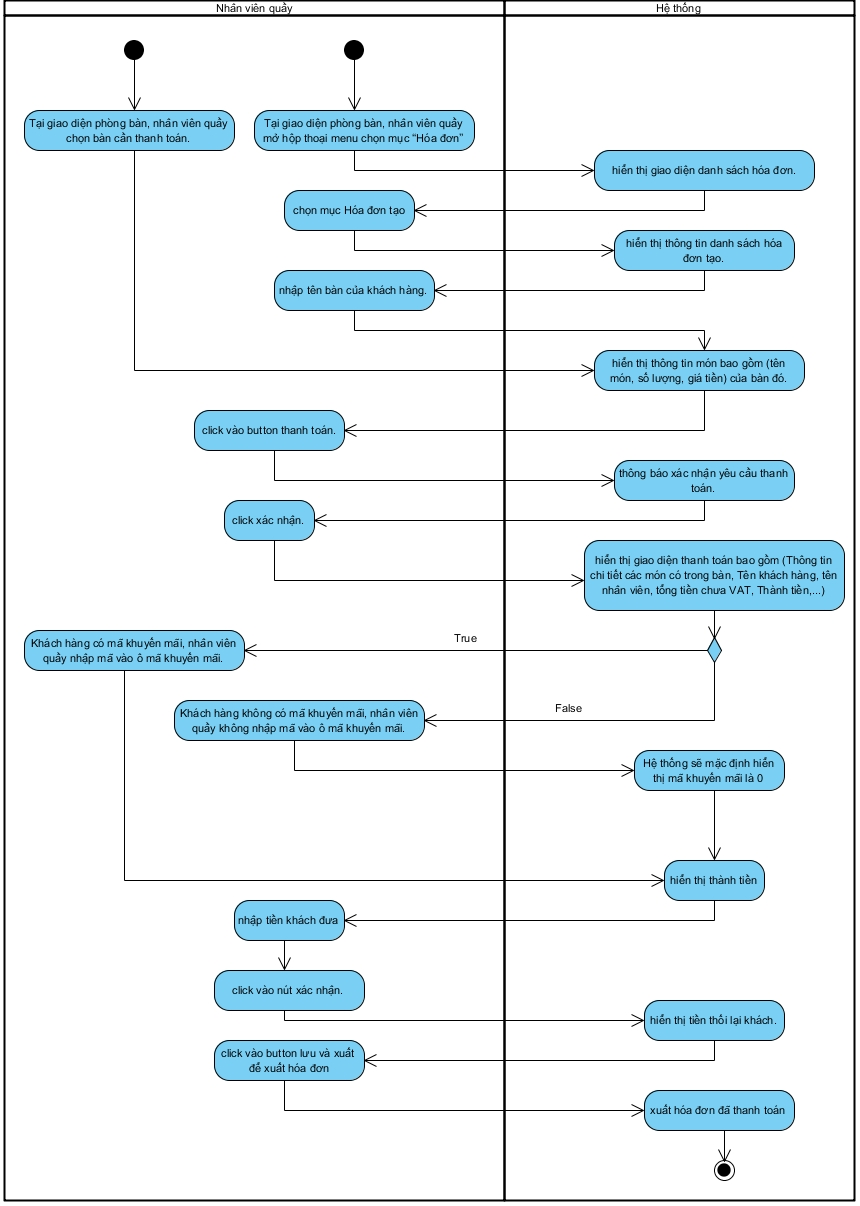 Nhân viên quầy
Hệ thống
Tại giao diện phòng bàn, nhân viên quầy
chọn bàn cần thanh toán.
Tại giao diện phòng bàn, nhân viên quầy
mở hộp thoại menu chọn mục "Hóa đơn"
hiển thị giao diện danh sách hóa đơn.
chọn mục Hóa đơn tạo
hiển thị thông tin danh sách hóa
đơn tạo.
nhập tên bàn của khách hàng.
hiển thị thông tin món bao gồm (tên
món, số lượng, giá tiền) của bàn đó.
click vào button thanh toán.
thông báo xác nhận yêu cầu thanh
toán.
click xác nhận.
hiển thị giao diện thanh toán bao gồm (Thông tin
chi tiết các món có trong bàn, Tên khách hàng, tên
nhân viên, tổng tiền chưa VAT, Thành tiền,...)
True
Khách hàng có mã khuyến mãi, nhân viên
quầy nhập mã vào ô mã khuyến mãi.
False
Khách hàng không có mã khuyến mãi, nhân viên
quầy không nhập mã vào ô mã khuyến mãi.
Hệ thống sẽ mặc định hiển
thị mã khuyến mãi là 0
hiển thị thành tiền
nhập tiền khách đưa
click vào nút xác nhận.
hiển thị tiền thối lại khách.
click vào button lưu và xuất
để xuất hóa đơn
xuất hóa đơn đã thanh toán